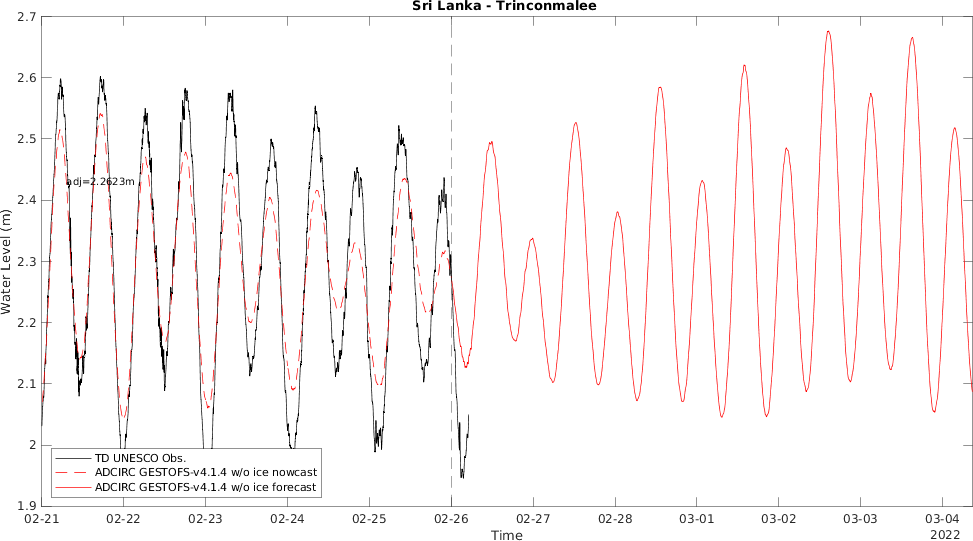 Sri Lanka - Trinconmalee
2.7
2.6
2.5
2.4
2.3
2.2
2.1
2
1.9
Water Level (m)
adj=2.2623m
TD UNESCO Obs.
ADCIRC GESTOFS-v4.1.4 w/o ice nowcast
ADCIRC GESTOFS-v4.1.4 w/o ice forecast
02-21 02-22 02-23 02-24 02-25 02-26 02-27 02-28 03-01 03-02 03-03 03-04
Time
2022